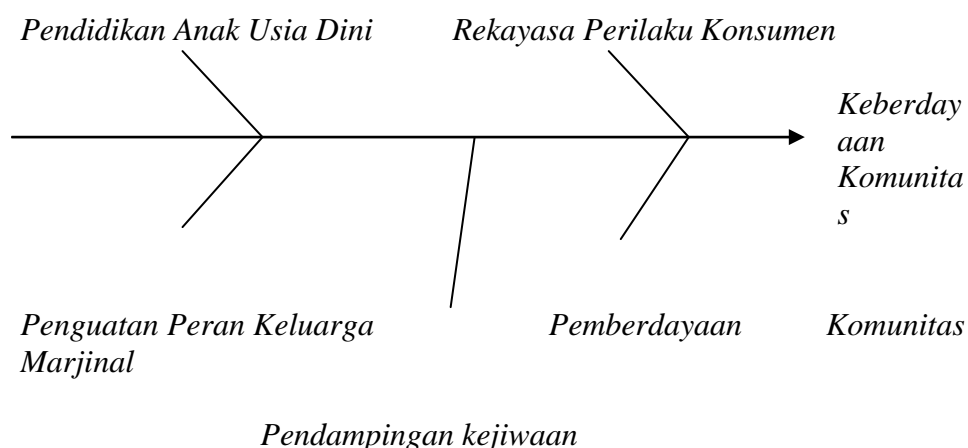 Pendidikan Anak Usia Dini
Rekayasa Perilaku Konsumen
Keberday
aan
Komunita
s
Penguatan Peran Keluarga
Marjinal
Pemberdayaan Komunitas
Pendampingan kejiwaan